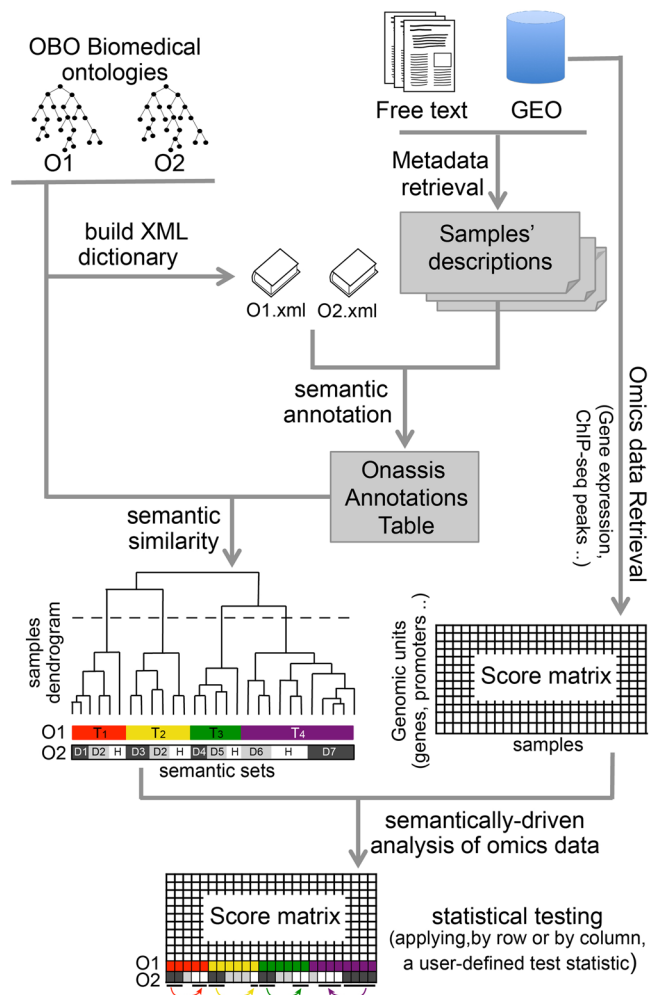 OBO Biomedical
ontologies
O1
O2
Free text
GEO
Metadata
retrieval
Samples'
descriptions
build XML
dictionary
O1.xml
O2.xml
semantic
annotation
Omics data Retrieval
(Gene expression,
ChIP-seq peaks ..)
Onassis
Annotations
Table
semantic
similarity
samples
dendrogram
O1
T1
T2
T3
T4
O2
D1
D2
H
D3
D2
H
D4
D5
H
D6
H
D7
semantic sets
Genomic units
(genes, promoters ..)
Score matrix
samples
semantically-driven
analysis of omics data
Score matrix
O1
O2
statistical testing
(applying,by row or by column,
a user-defined test statistic)